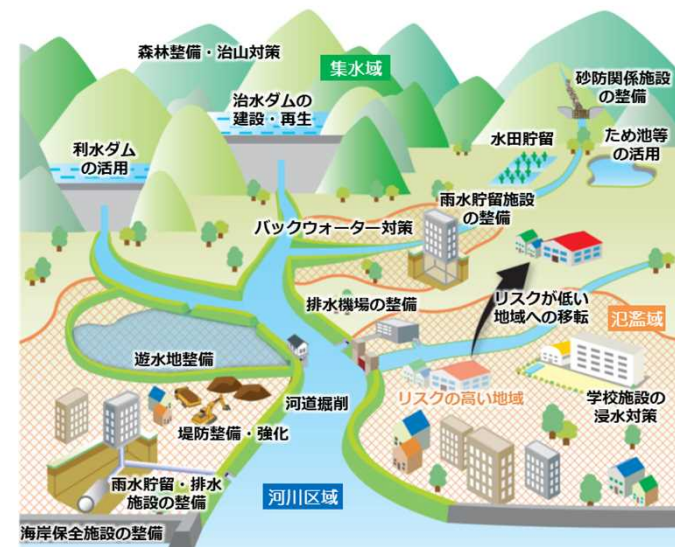 森林整備・治山対策
集水域
砂防関係施設
の整備
治水ダムの
建設・再生
水田貯留
ため池等
の活用
利水ダム
の活用
雨水貯留施設
の整備
バックウォーター対策
排水機場の整備
リスクが低い
地域への移転
氾濫域
遊水地整備
リスクの高い地域
学校施設の
浸水対策
河道掘削
堤防整備・強化
雨水貯留・排水
施設の整備
河川区域
海岸保全施設の整備